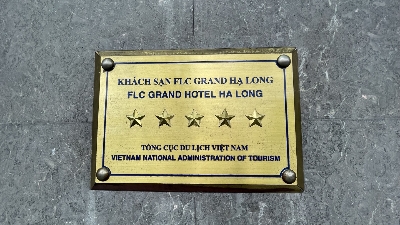 KHÁCH SẠN FLC GRAND HẠ LONG
FLC GRAND HOTEL HA LONG
TỔNG CỤC DU LỊCH VIỆT NAM
VIETNAM NATIONAL ADMINISTRATION OF TOURISM